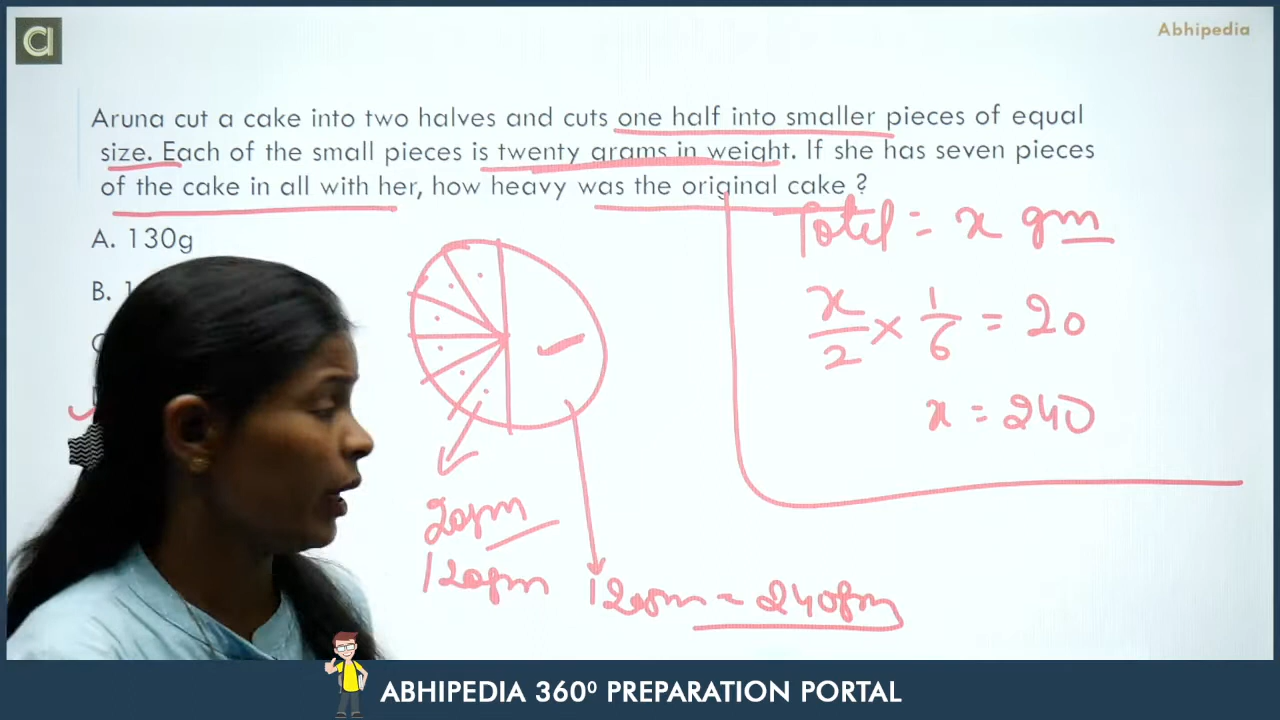 Abhipedia
Aruna cut a cake into two halves and cuts one half into smaller pieces of equal
size. Each of the small pieces is twenty grams in weight. If she has seven pieces
of the cake in all with her, how heavy was the original cake ?
Total = x gm
A. 130g
B. 1
x/2 × 1/6 = 20
x = 240
20gm
120gm
120gm = 240gm
ABHIPEDIA 360⁰ PREPARATION PORTAL